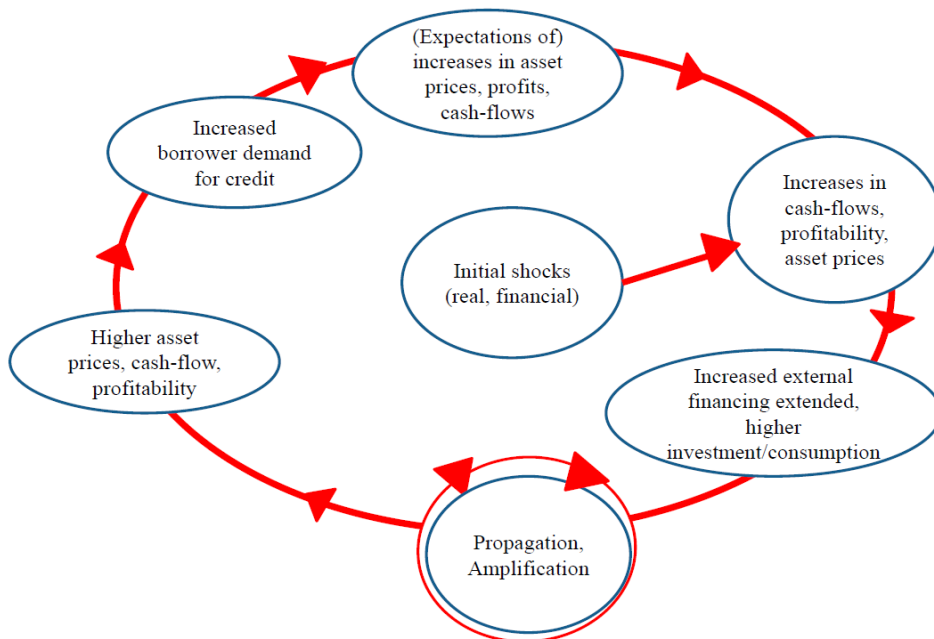 (Expectations of)
increases in asset
prices, profits,
cash-flows
Increased
borrower demand
for credit
Increases in
cash-flows,
profitability,
asset prices
Initial shocks
(real, financial)
Higher asset
prices, cash-flow,
profitability
Increased external
financing extended,
higher
investment/consumption
Propagation,
Amplification